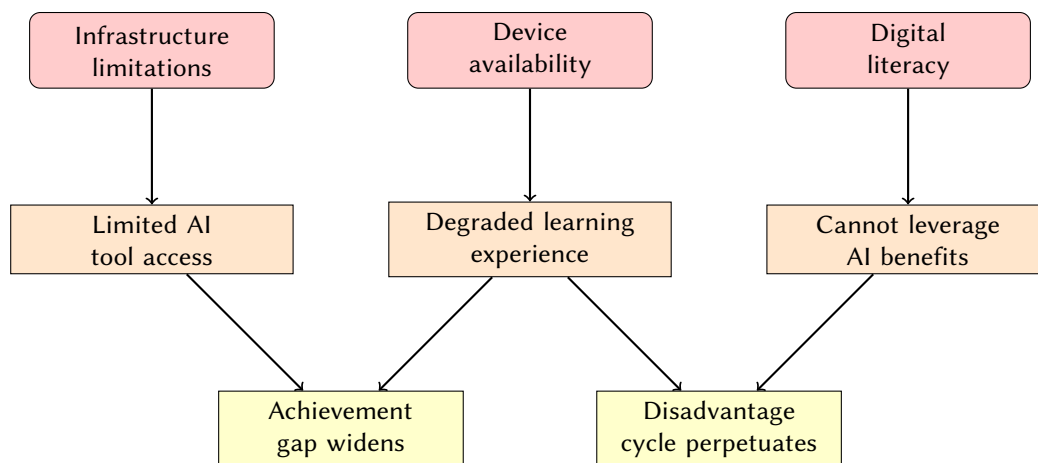 Infrastructure
limitations
Device
availability
Digital
literacy
Limited AI
tool access
Degraded learning
experience
Cannot leverage
AI benefits
Achievement
gap widens
Disadvantage
cycle perpetuates